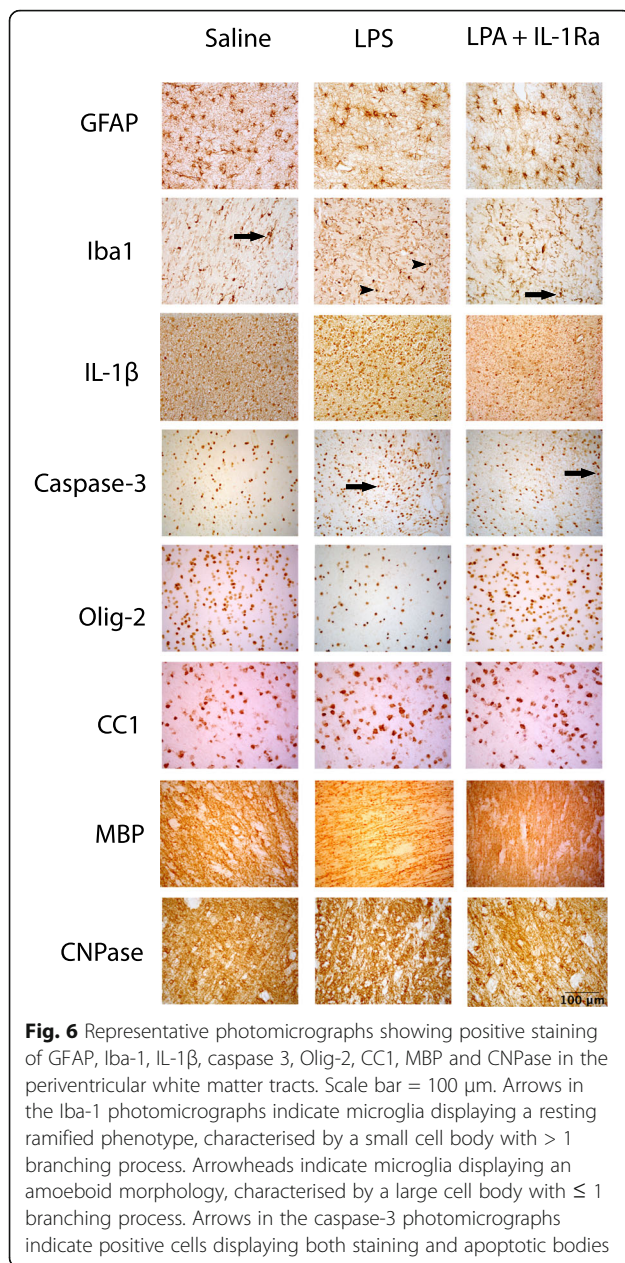 Saline LPS LPA + IL-1Ra
GFAP
Iba1
IL-1β
Caspase-3
Olig-2
CC1
MBP
CNPase
100 µm
Fig. 6 Representative photomicrographs showing positive staining
of GFAP, Iba-1, IL-1β, caspase 3, Olig-2, CC1, MBP and CNPase in the
periventricular white matter tracts. Scale bar = 100 µm. Arrows in
the Iba-1 photomicrographs indicate microglia displaying a resting
ramified phenotype, characterised by a small cell body with > 1
branching process. Arrowheads indicate microglia displaying an
amoeboid morphology, characterised by a large cell body with ≤ 1
branching process. Arrows in the caspase-3 photomicrographs
indicate positive cells displaying both staining and apoptotic bodies